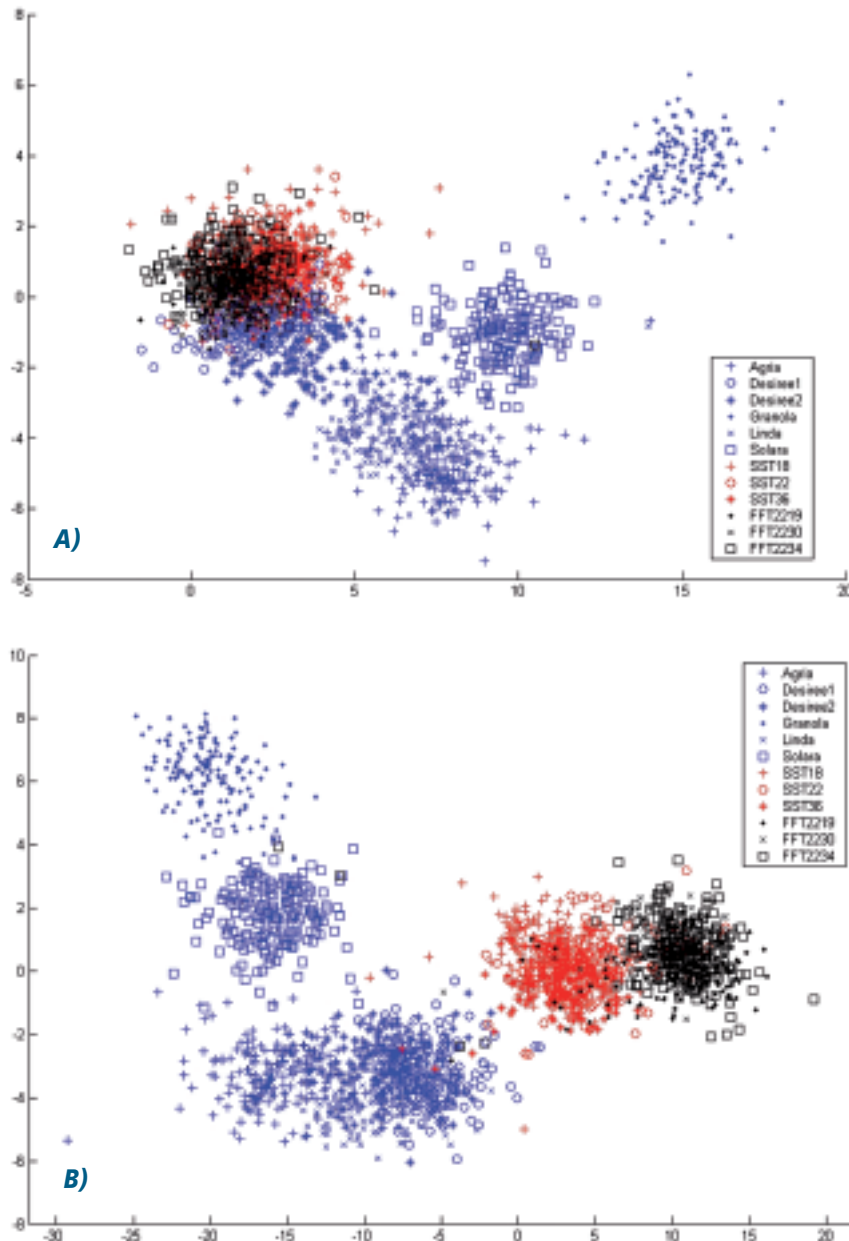 8
6
4
2
0
-2
-4
-6
-8
-5
0
5
10
15
20
A)
Agria
Desiree1
Desiree2
Granola
Linda
Solara
SST18
SST22
SST36
FFT2219
FFT2230
FFT2234
10
8
6
4
2
0
-2
-4
-6
-8
-30
-25
-20
-15
-10
-5
0
5
10
15
20
B)
Agria
Desiree1
Desiree2
Granola
Linda
Solara
SST18
SST22
SST36
FFT2219
FFT2230
FFT2234